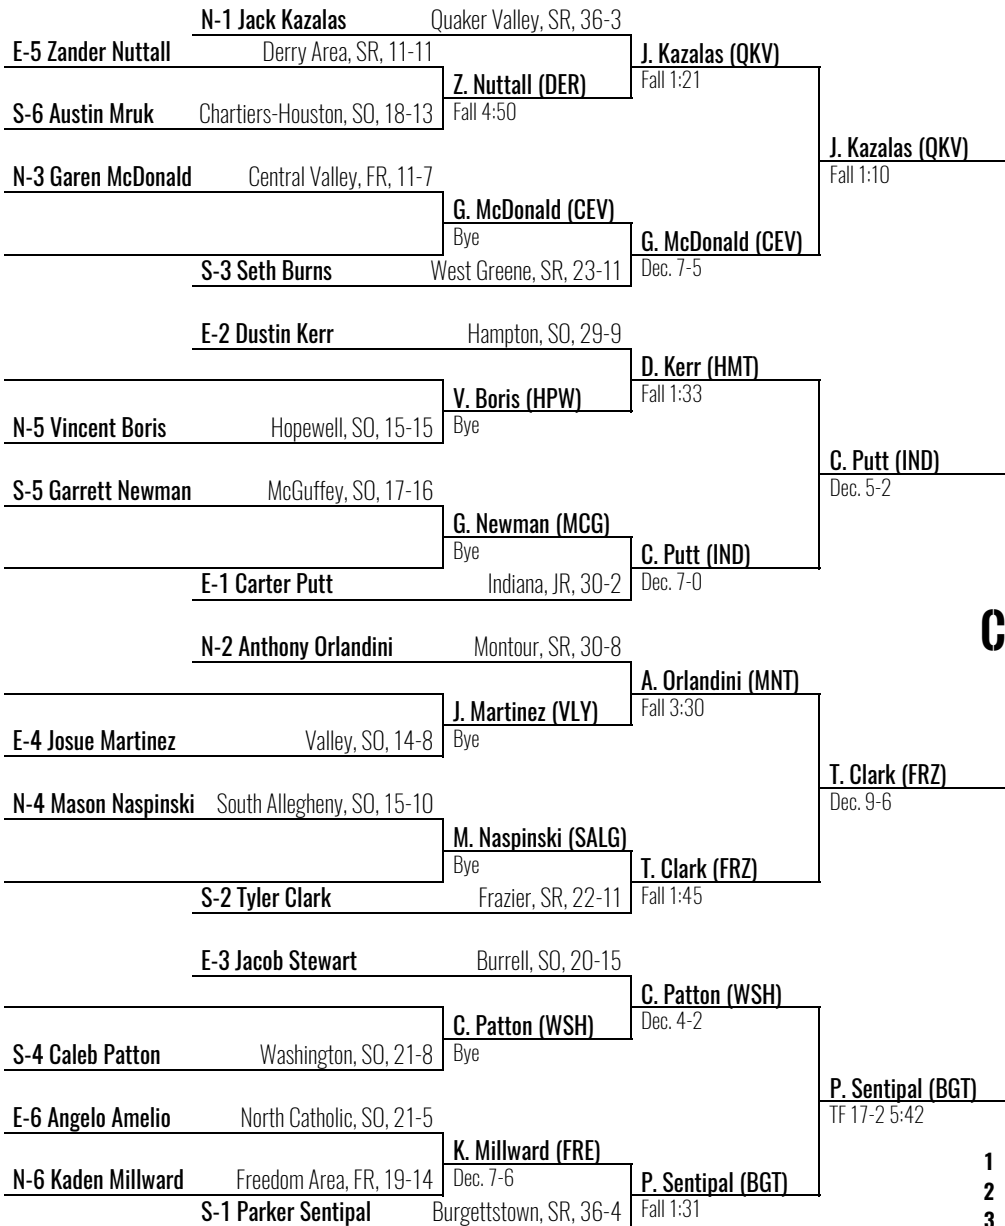 N-1 Jack Kazalas Quaker Valley, SR, 36-3
E-5 Zander Nuttall Derry Area, SR, 11-11
J. Kazalas (QKV)
Fall 1:21
Z. Nuttall (DER)
Fall 4:50
S-6 Austin Mruk Chartiers-Houston, SO, 18-13
J. Kazalas (QKV)
Fall 1:10
N-3 Garen McDonald Central Valley, FR, 11-7
G. McDonald (CEV)
Bye
G. McDonald (CEV)
Dec. 7-5
S-3 Seth Burns West Greene, SR, 23-11
E-2 Dustin Kerr Hampton, SO, 29-9
D. Kerr (HMT)
Fall 1:33
V. Boris (HPW)
Bye
N-5 Vincent Boris Hopewell, SO, 15-15
C. Putt (IND)
Dec. 5-2
S-5 Garrett Newman McGuffey, SO, 17-16
G. Newman (MCG)
Bye
C. Putt (IND)
Dec. 7-0
E-1 Carter Putt Indiana, JR, 30-2
C
N-2 Anthony Orlandini Montour, SR, 30-8
A. Orlandini (MNT)
Fall 3:30
J. Martinez (VLY)
Bye
E-4 Josue Martinez Valley, SO, 14-8
T. Clark (FRZ)
Dec. 9-6
N-4 Mason Naspinski South Allegheny, SO, 15-10
M. Naspinski (SALG)
Bye
T. Clark (FRZ)
Fall 1:45
S-2 Tyler Clark Frazier, SR, 22-11
E-3 Jacob Stewart Burrell, SO, 20-15
C. Patton (WSH)
Dec. 4-2
C. Patton (WSH)
Bye
S-4 Caleb Patton Washington, SO, 21-8
P. Sentipal (BGT)
TF 17-2 5:42
E-6 Angelo Amelio North Catholic, SO, 21-5
K. Millward (FRE)
Dec. 7-6
N-6 Kaden Millward Freedom Area, FR, 19-14
P. Sentipal (BGT)
Fall 1:31
S-1 Parker Sentipal Burgettstown, SR, 36-4
1
2
3